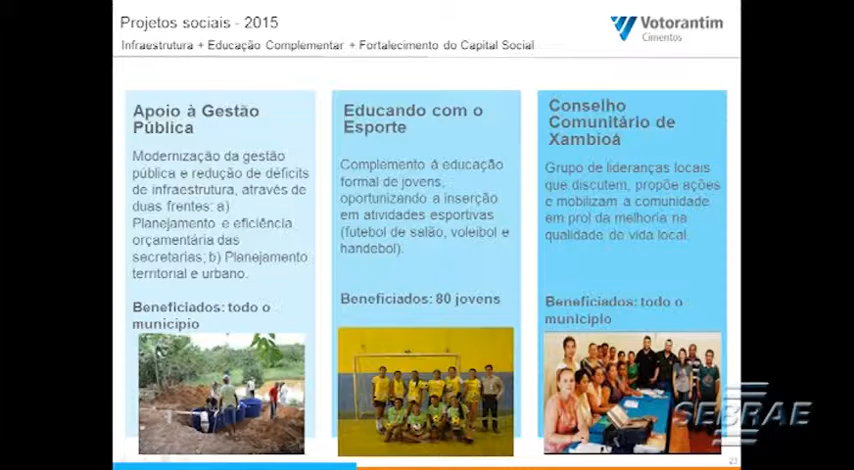 Projetos sociais - 2015
Infraestrutura + Educação Complementar + Fortalecimento do Capital Social
Votorantim
Cimentos
Apoio à Gestão
Pública
Modernização da gestão
pública e redução de déficits
de infraestrutura, através de
duas frentes: a)
Planejamento e eficiência
orçamentária das
secretarias; b) Planejamento
territorial e urbano.
Beneficiados: todo o
município
Educando com o
Esporte
Complemento á educação
formal de jovens,
oportunizando a inserção
em atividades esportivas
(futebol de salão, voleibol e
handebol).
Beneficiados: 80 jovens
Conselho
Comunitário de
Xambioá
Grupo de lideranças locais
que discutem, propõe ações
e mobilizam a comunidade
em prol da melhoria na
qualidade de vida local.
Beneficiados: todo o
município
SEBRAE
23